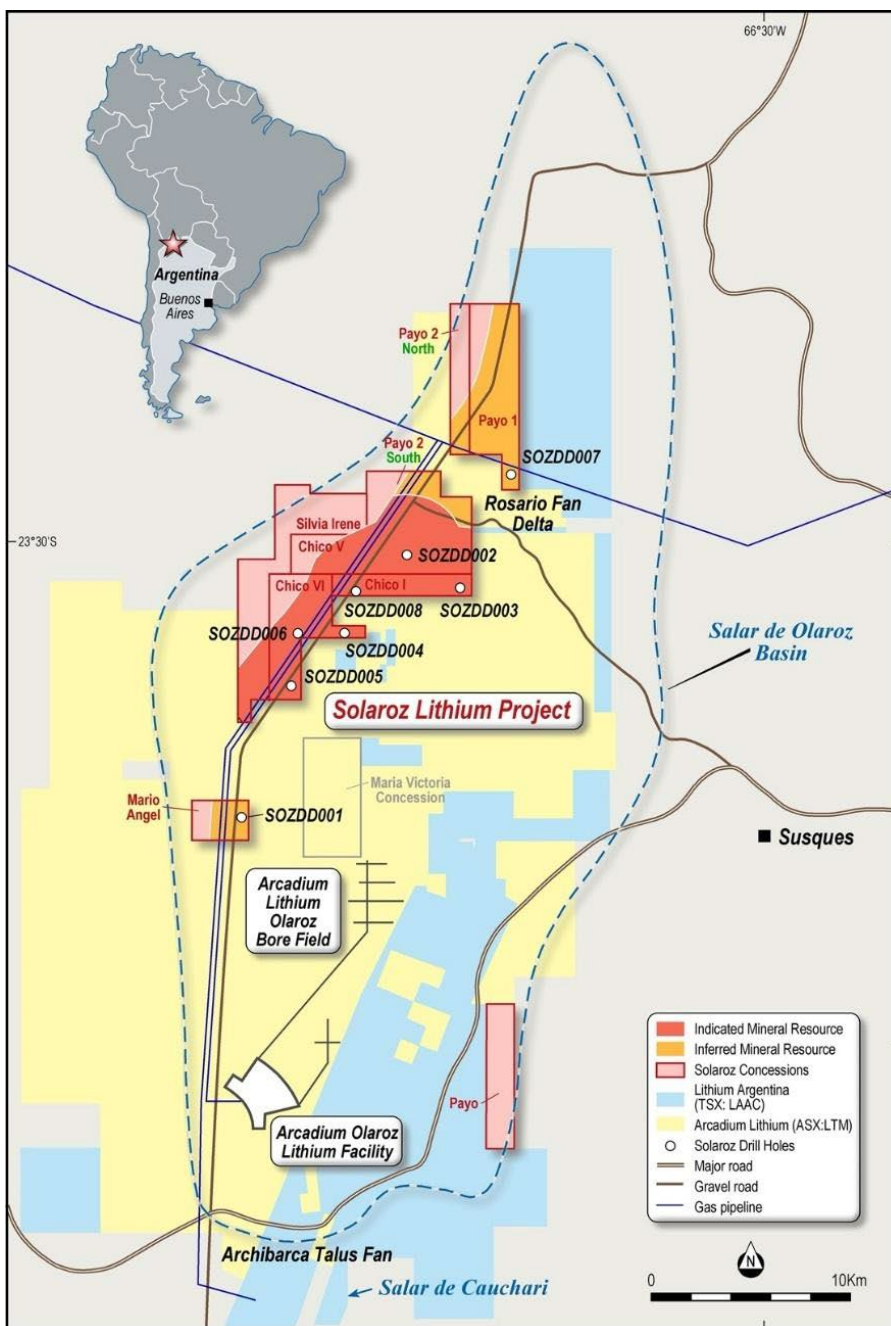 66°30'W
Argentina
Buenos
Aires
Payo 2
North
Payo 1
Payo 2
South
SOZDD007
Rosario Fan
Delta
Silvia Irene
23°30'S
Chico V
SOZDD002
Chico VI
Chico I
SOZDD008
SOZDD003
SOZDD006
SOZDD004
Salar de Olaroz
Basin
SOZDD005
Solaroz Lithium Project
Maria Victoria
Concession
Mario
Angel
SOZDD001
Susques
Arcadium
Lithium
Olaroz
Bore Field
Indicated Mineral Resource
Inferred Mineral Resource
Solaroz Concessions
Lithium Argentina
(TSX: LAAC)
Arcadium Lithium (ASX:LTM)
Solaroz Drill Holes
Major road
Gravel road
Gas pipeline
Payo
Arcadium Olaroz
Lithium Facility
Archibarca Talus Fan
Salar de Cauchari
N
0 10Km